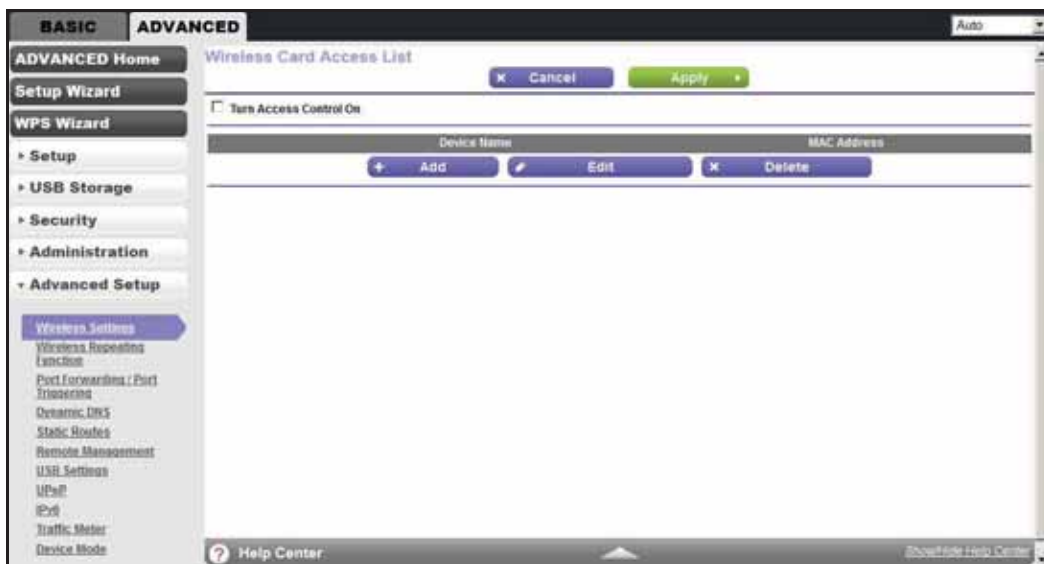 BASIC
ADVANCED
Auto
ADVANCED Home
Setup Wizard
WPS Wizard
Setup
USB Storage
Security
Administration
Advanced Setup
Wireless Settings
Wireless Repeating
Function
Port Forwarding / Port
Triggering
Dynamic DNS
Static Routes
Remote Management
USB Settings
UPnP
IPv6
Traffic Meter
Device Mode
Wireless Card Access List
Cancel
Apply
Turn Access Control On
Device Name
MAC Address
Add
Edit
Delete
Help Center
Show/Hide Help Center